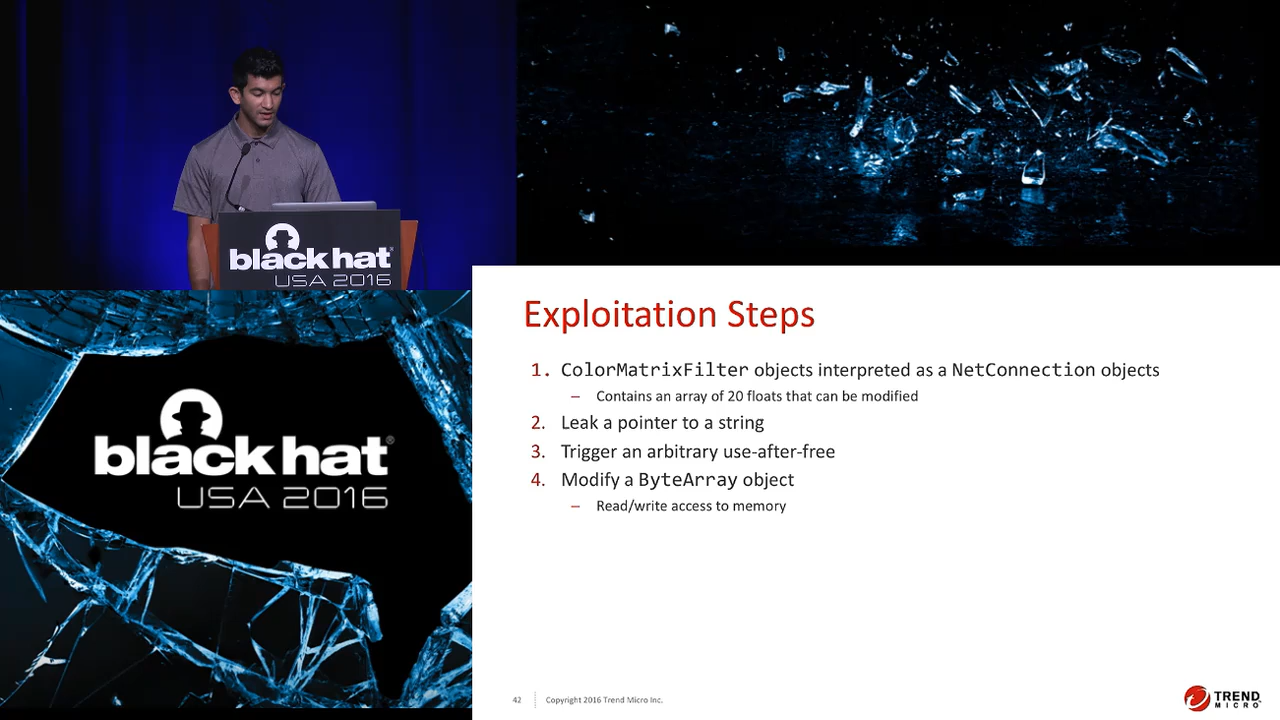 black hat®
USA 2016
black hat®
USA 2016
Exploitation Steps
1. ColorMatrixFilter objects interpreted as a NetConnection objects
– Contains an array of 20 floats that can be modified
2. Leak a pointer to a string
3. Trigger an arbitrary use-after-free
4. Modify a ByteArray object
– Read/write access to memory
42
Copyright 2016 Trend Micro Inc.
TREND
MICRO